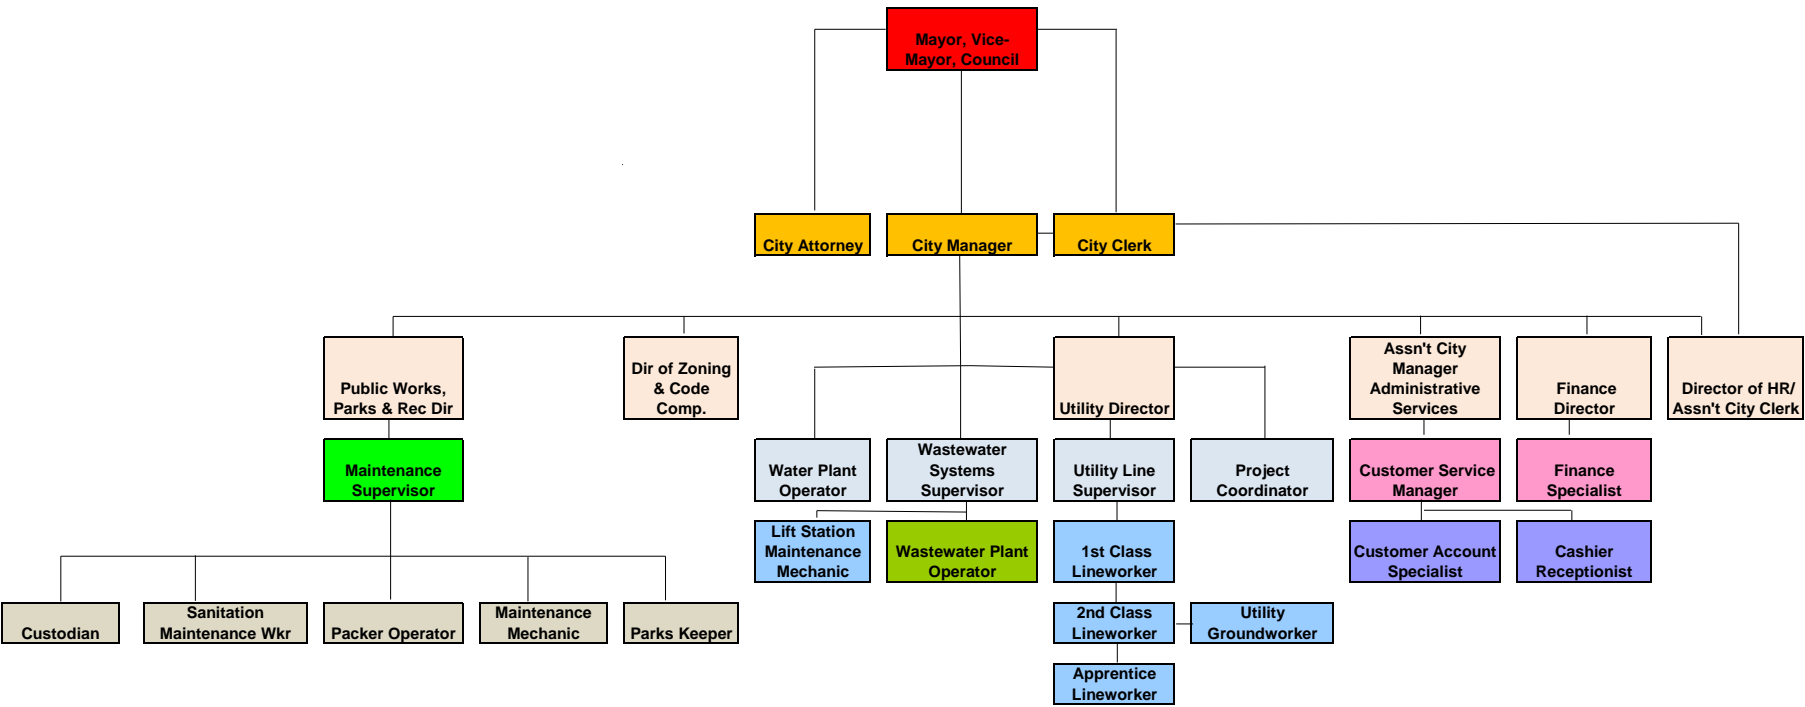 Mayor, Vice-
Mayor, Council
City Attorney
City Manager
City Clerk
Public Works,
Parks & Rec Dir
Dir of Zoning
& Code
Comp.
Utility Director
Assn't City
Manager
Administrative
Services
Finance
Director
Director of HR/
Assn't City Clerk
Maintenance
Supervisor
Water Plant
Operator
Wastewater
Systems
Supervisor
Utility Line
Supervisor
Project
Coordinator
Customer Service
Manager
Finance
Specialist
Lift Station
Maintenance
Mechanic
Wastewater Plant
Operator
1st Class
Lineworker
Customer Account
Specialist
Cashier
Receptionist
Custodian
Sanitation
Maintenance Wkr
Packer Operator
Maintenance
Mechanic
Parks Keeper
2nd Class
Lineworker
Utility
Groundworker
Apprentice
Lineworker